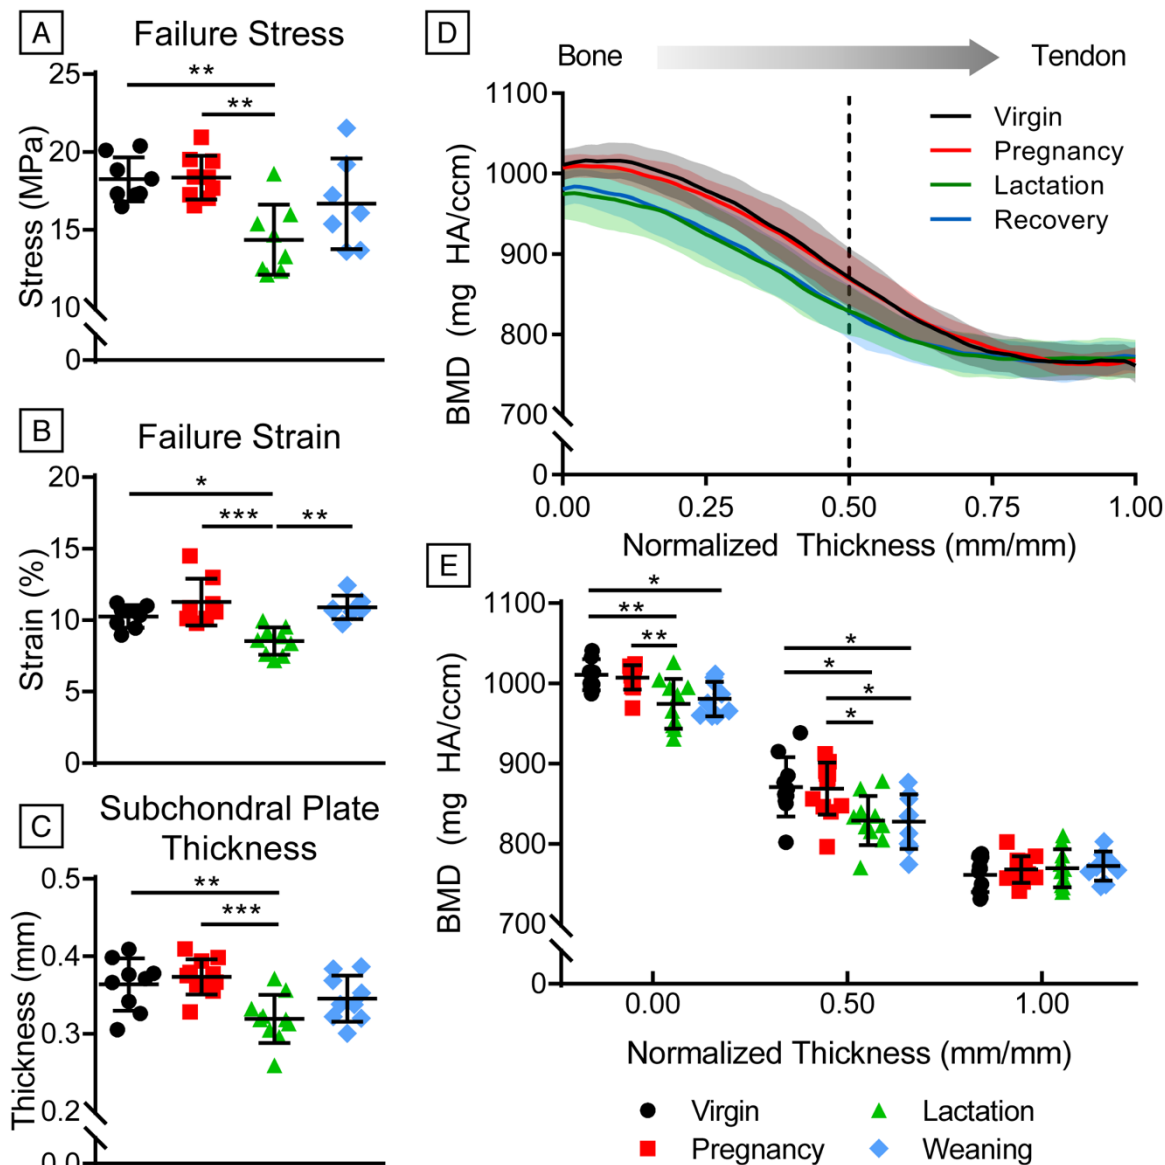 A
Failure Stress
Stress (MPa)
25
20
15
10
0
**
**
B
Failure Strain
Strain (%)
20
15
10
5
0
*
***
**
C
Subchondral Plate
Thickness
Thickness (mm)
0.5
0.4
0.3
0.2
0.0
**
***
D
Bone
Tendon
BMD (mg HA/ccm)
1100
1000
900
800
700
0
Virgin
Pregnancy
Lactation
Recovery
0.00 0.25 0.50 0.75 1.00
Normalized Thickness (mm/mm)
E
BMD (mg HA/ccm)
1100
1000
900
800
700
0
*
**
**
*
*
*
*
0.00 0.50 1.00
Normalized Thickness (mm/mm)
Virgin
Lactation
Pregnancy
Weaning